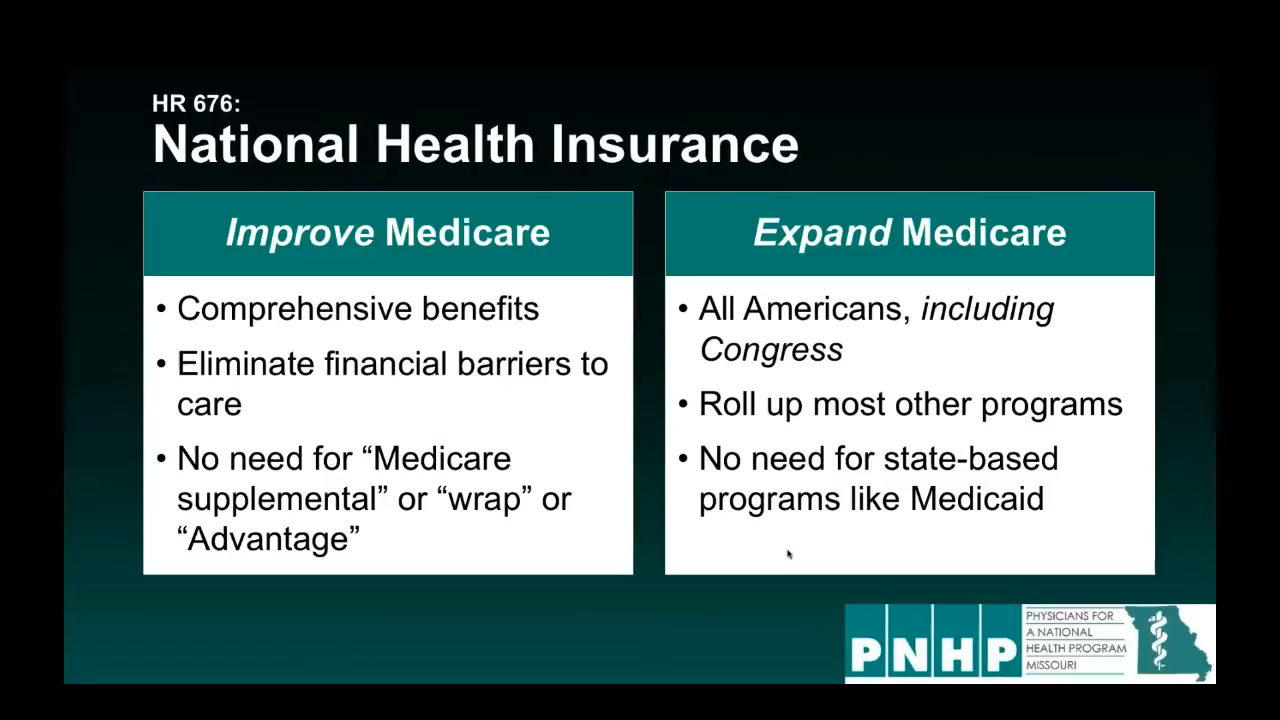 HR 676:
National Health Insurance
Improve Medicare
• Comprehensive benefits
• Eliminate financial barriers to
care
• No need for “Medicare
supplemental” or “wrap” or
“Advantage”
Expand Medicare
• All Americans, including
Congress
• Roll up most other programs
• No need for state-based
programs like Medicaid
PNHP
PHYSICIANS FOR
A NATIONAL
HEALTH PROGRAM
MISSOURI